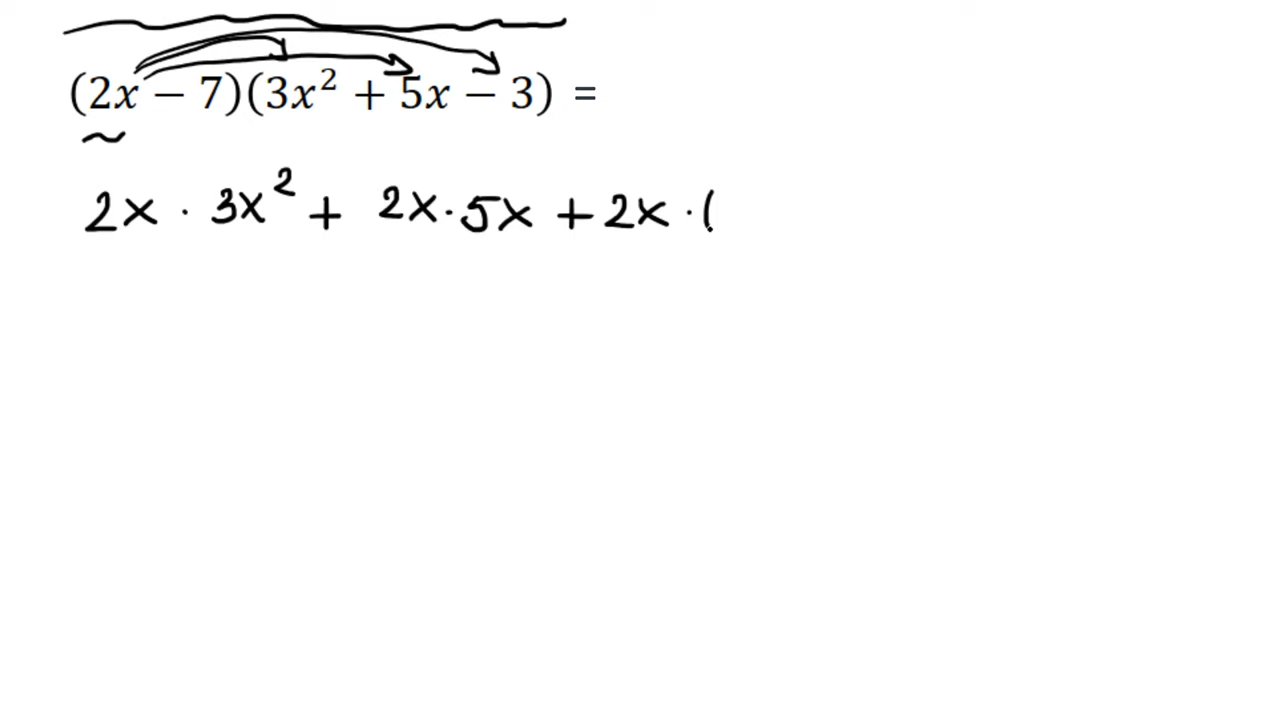 (2x − 7)(3x² + 5x − 3) =
2x · 3x² + 2x · 5x + 2x · (